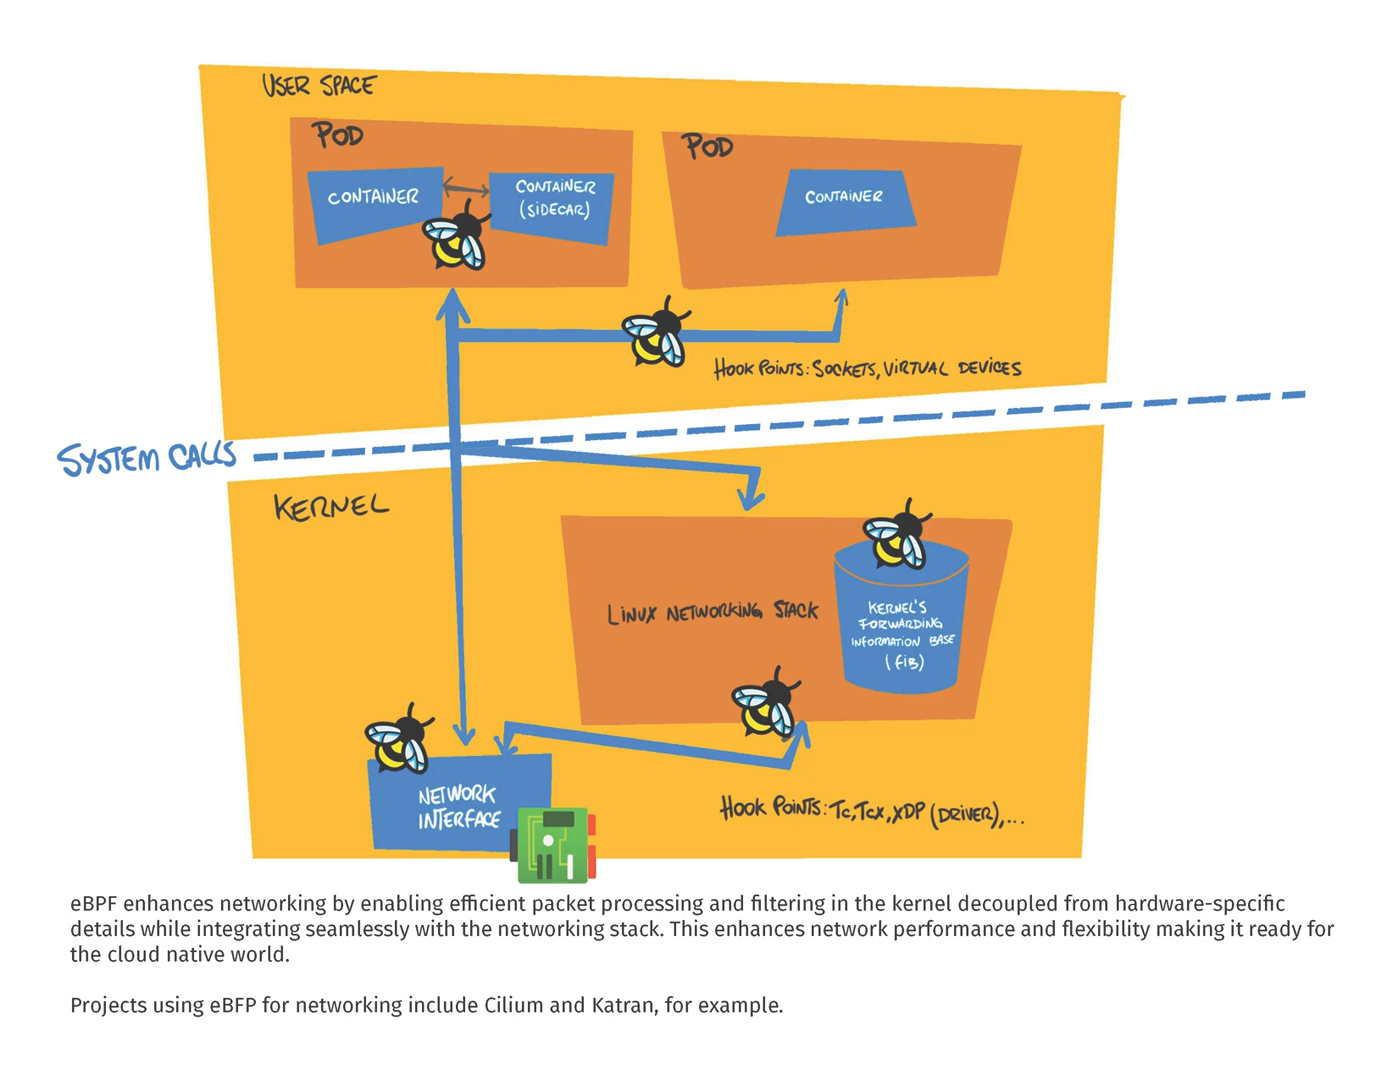 USER SPACE
POD
CONTAINER
CONTAINER
(SIDECAR)
POD
CONTAINER
HOOK POINTS: SOCKETS, VIRTUAL DEVICES
SYSTEM CALLS
KERNEL
LINUX NETWORKING STACK
KERNEL'S
FORWARDING
INFORMATION BASE
(FIB)
NETWORK
INTERFACE
HOOK POINTS: TC, TCX, XDP (DRIVER), ...
eBPF enhances networking by enabling efficient packet processing and filtering in the kernel decoupled from hardware-specific
details while integrating seamlessly with the networking stack. This enhances network performance and flexibility making it ready for
the cloud native world.
Projects using eBFP for networking include Cilium and Katran, for example.